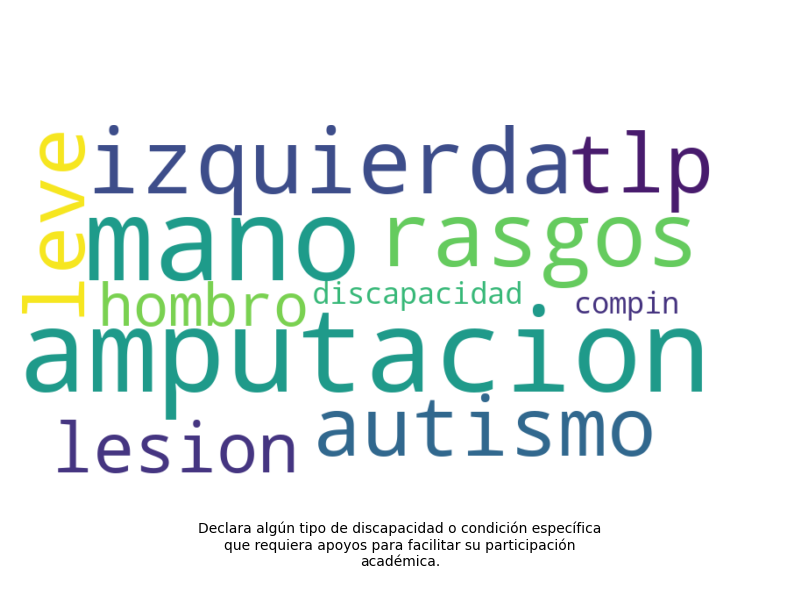 leve
izquierda tlp
mano rasgos
hombro discapacidad compin
amputacion
lesion autismo
Declara algún tipo de discapacidad o condición específica
que requiera apoyos para facilitar su participación
académica.